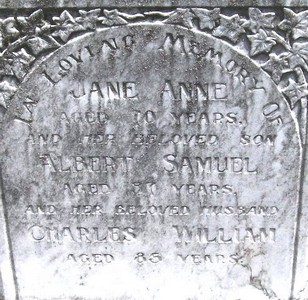 IN LOVING MEMORY OF
JANE ANNE
AGED 70 YEARS.
AND HER BELOVED SON
ALBERT SAMUEL
AGED YEARS.
AND HER BELOVED HUSBAND
CHARLES WILLIAM
AGED 85 YEARS.